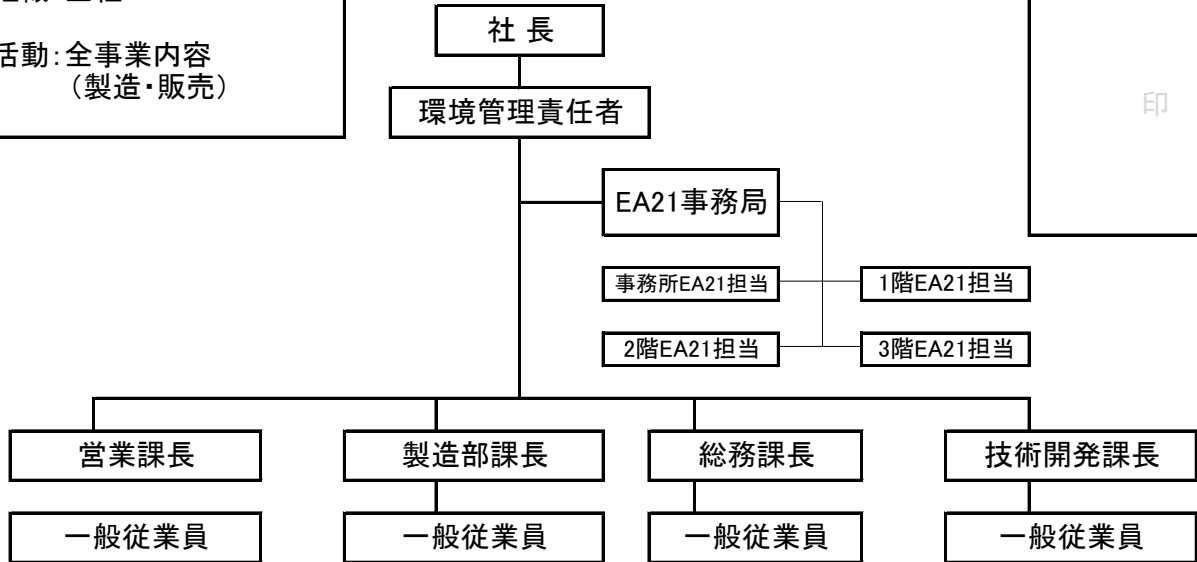 活動：全事業内容
（製造・販売）
社 長
環境管理責任者
印
EA21事務局
事務所EA21担当
1階EA21担当
2階EA21担当
3階EA21担当
営業課長
製造部課長
総務課長
技術開発課長
一般従業員
一般従業員
一般従業員
一般従業員